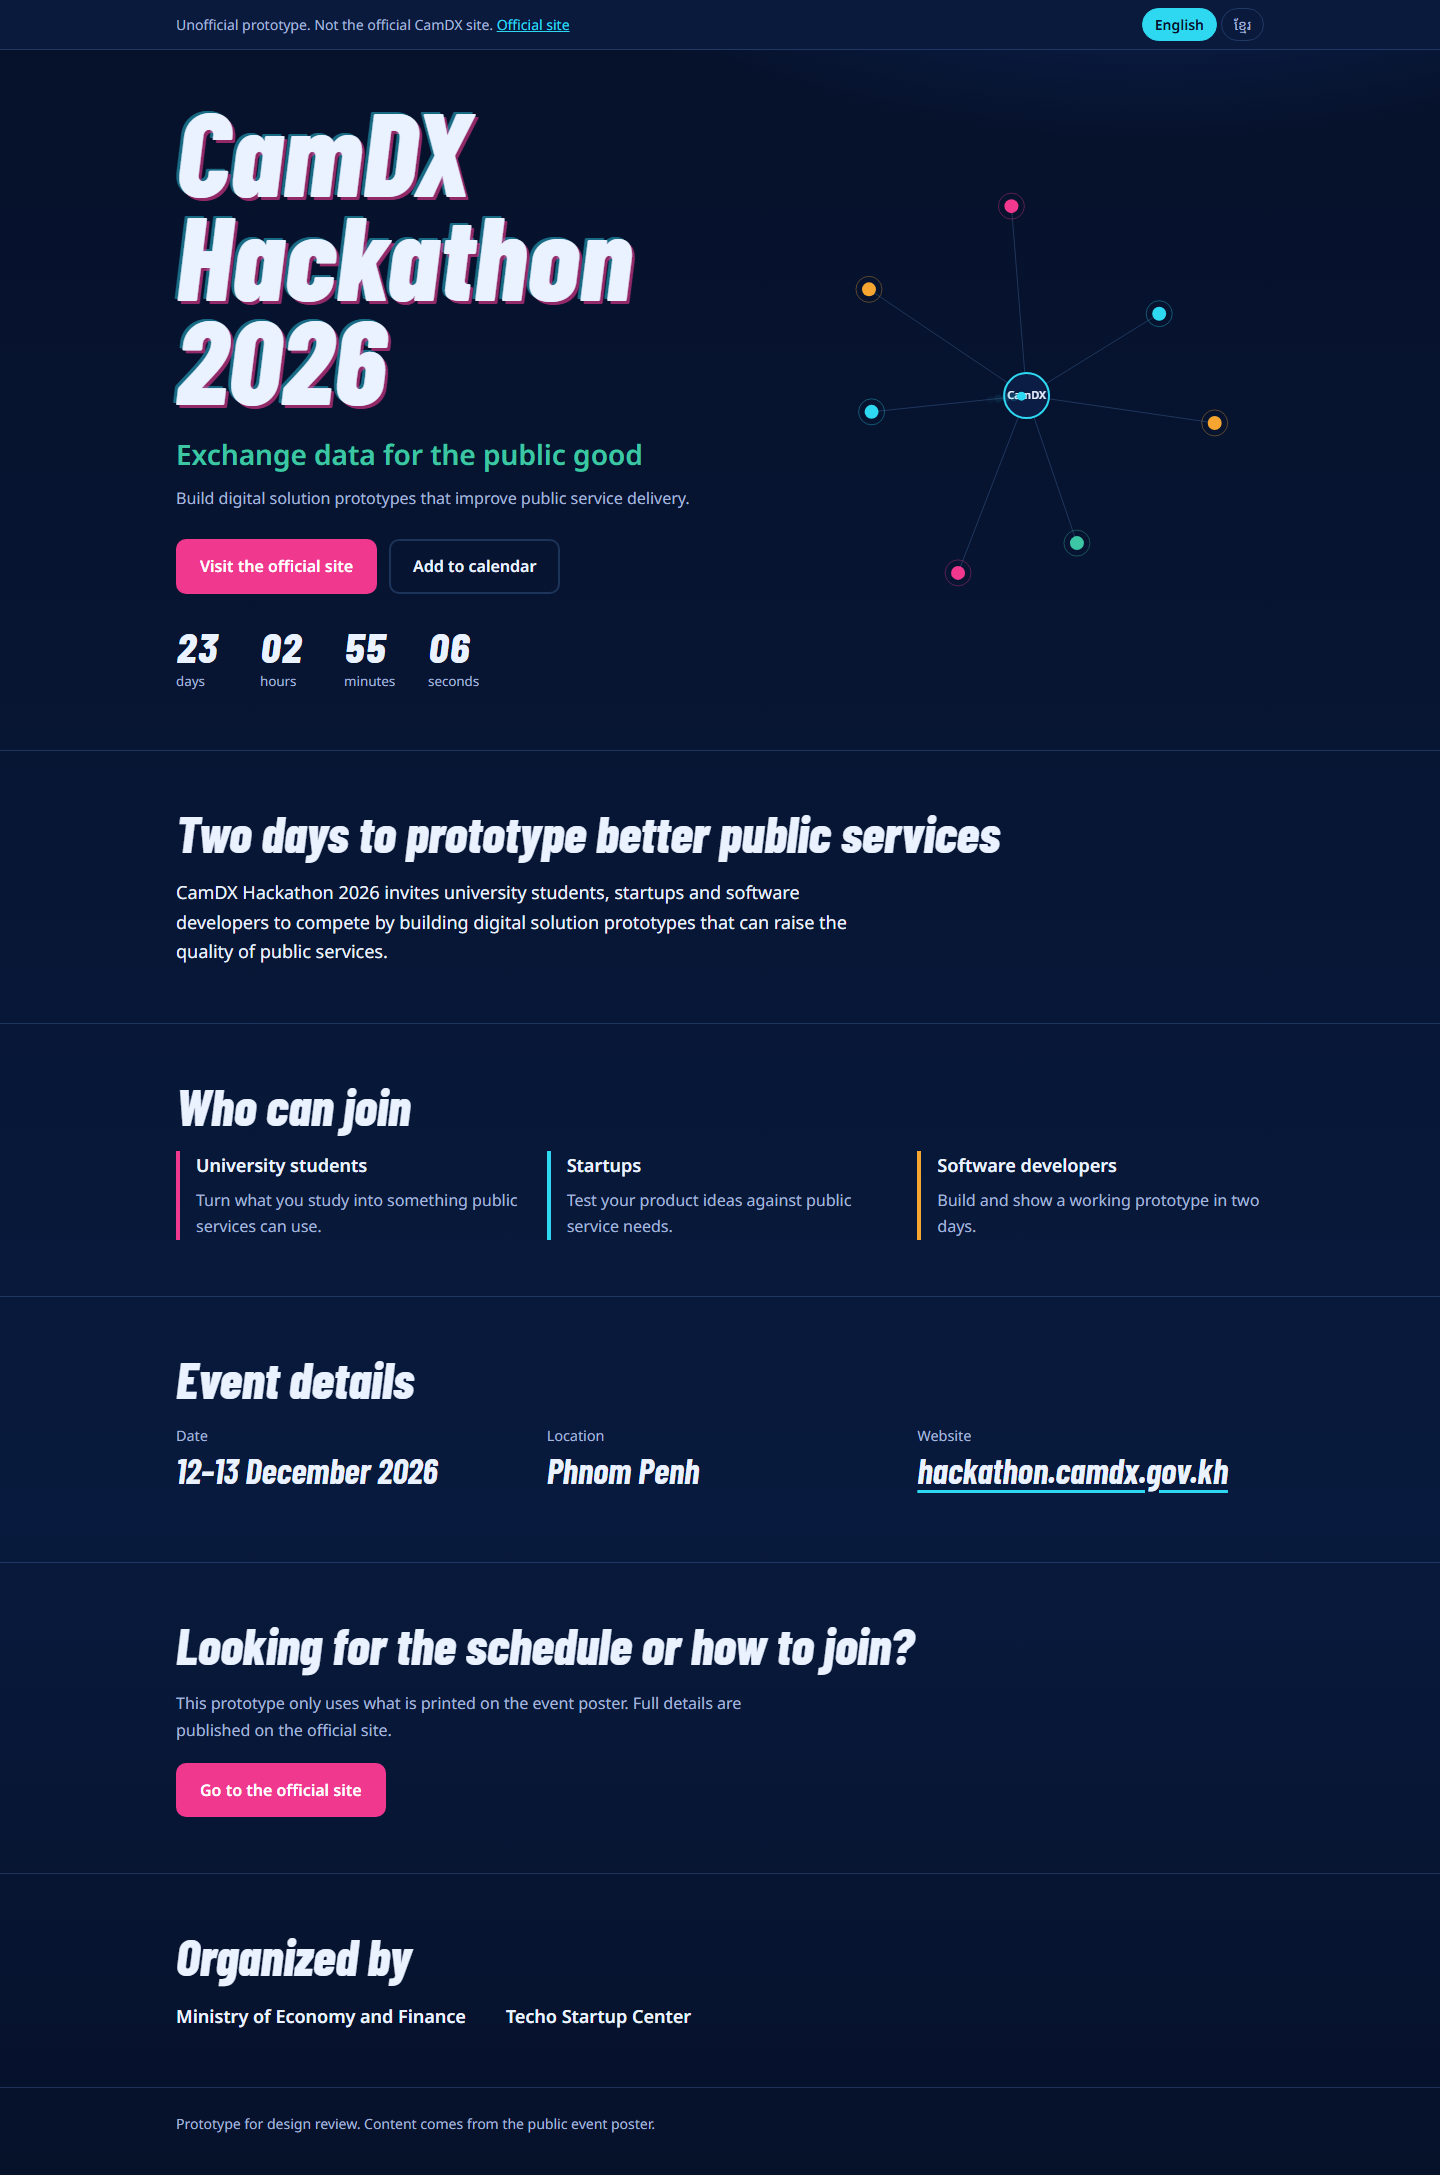 Unofficial prototype. Not the official CamDX site. Official site
English
ខ្មែរ
CamDX
Hackathon
2026
Exchange data for the public good
Build digital solution prototypes that improve public service delivery.
Visit the official site
Add to calendar
23 02 55 06
days hours minutes seconds
CamDX
Two days to prototype better public services
CamDX Hackathon 2026 invites university students, startups and software
developers to compete by building digital solution prototypes that can raise the
quality of public services.
Who can join
University students
Turn what you study into something public
services can use.
Startups
Test your product ideas against public
service needs.
Software developers
Build and show a working prototype in two
days.
Event details
Date
12–13 December 2026
Location
Phnom Penh
Website
hackathon.camdx.gov.kh
Looking for the schedule or how to join?
This prototype only uses what is printed on the event poster. Full details are
published on the official site.
Go to the official site
Organized by
Ministry of Economy and Finance
Techo Startup Center
Prototype for design review. Content comes from the public event poster.